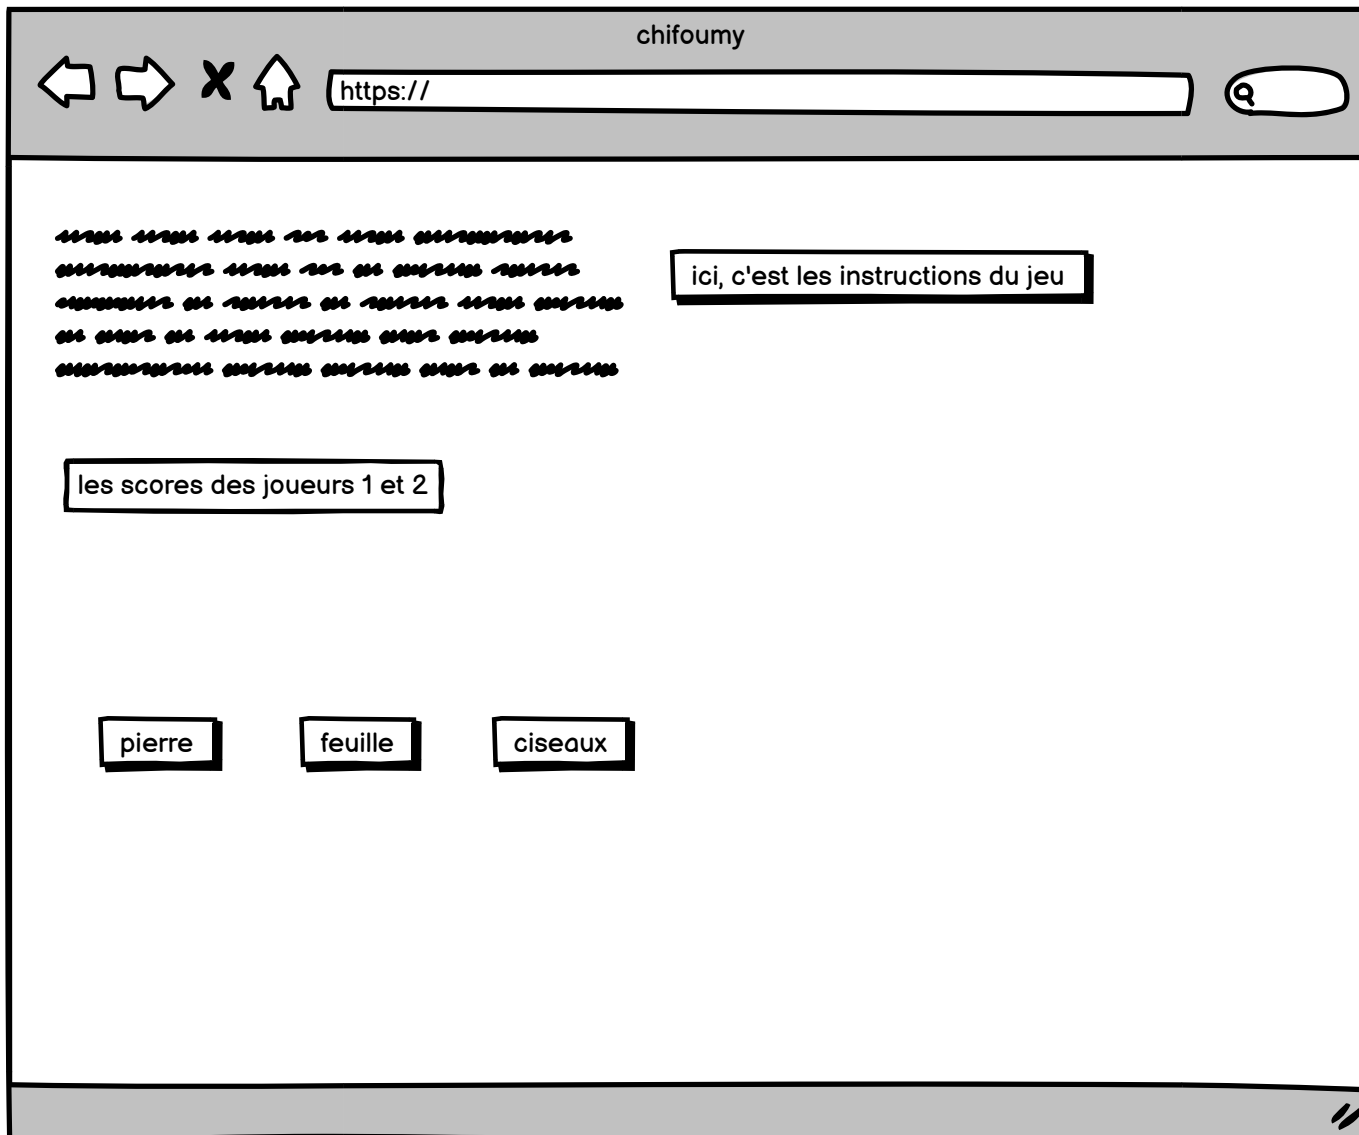 chifoumy
https://
ici, c'est les instructions du jeu
les scores des joueurs 1 et 2
pierre
feuille
ciseaux